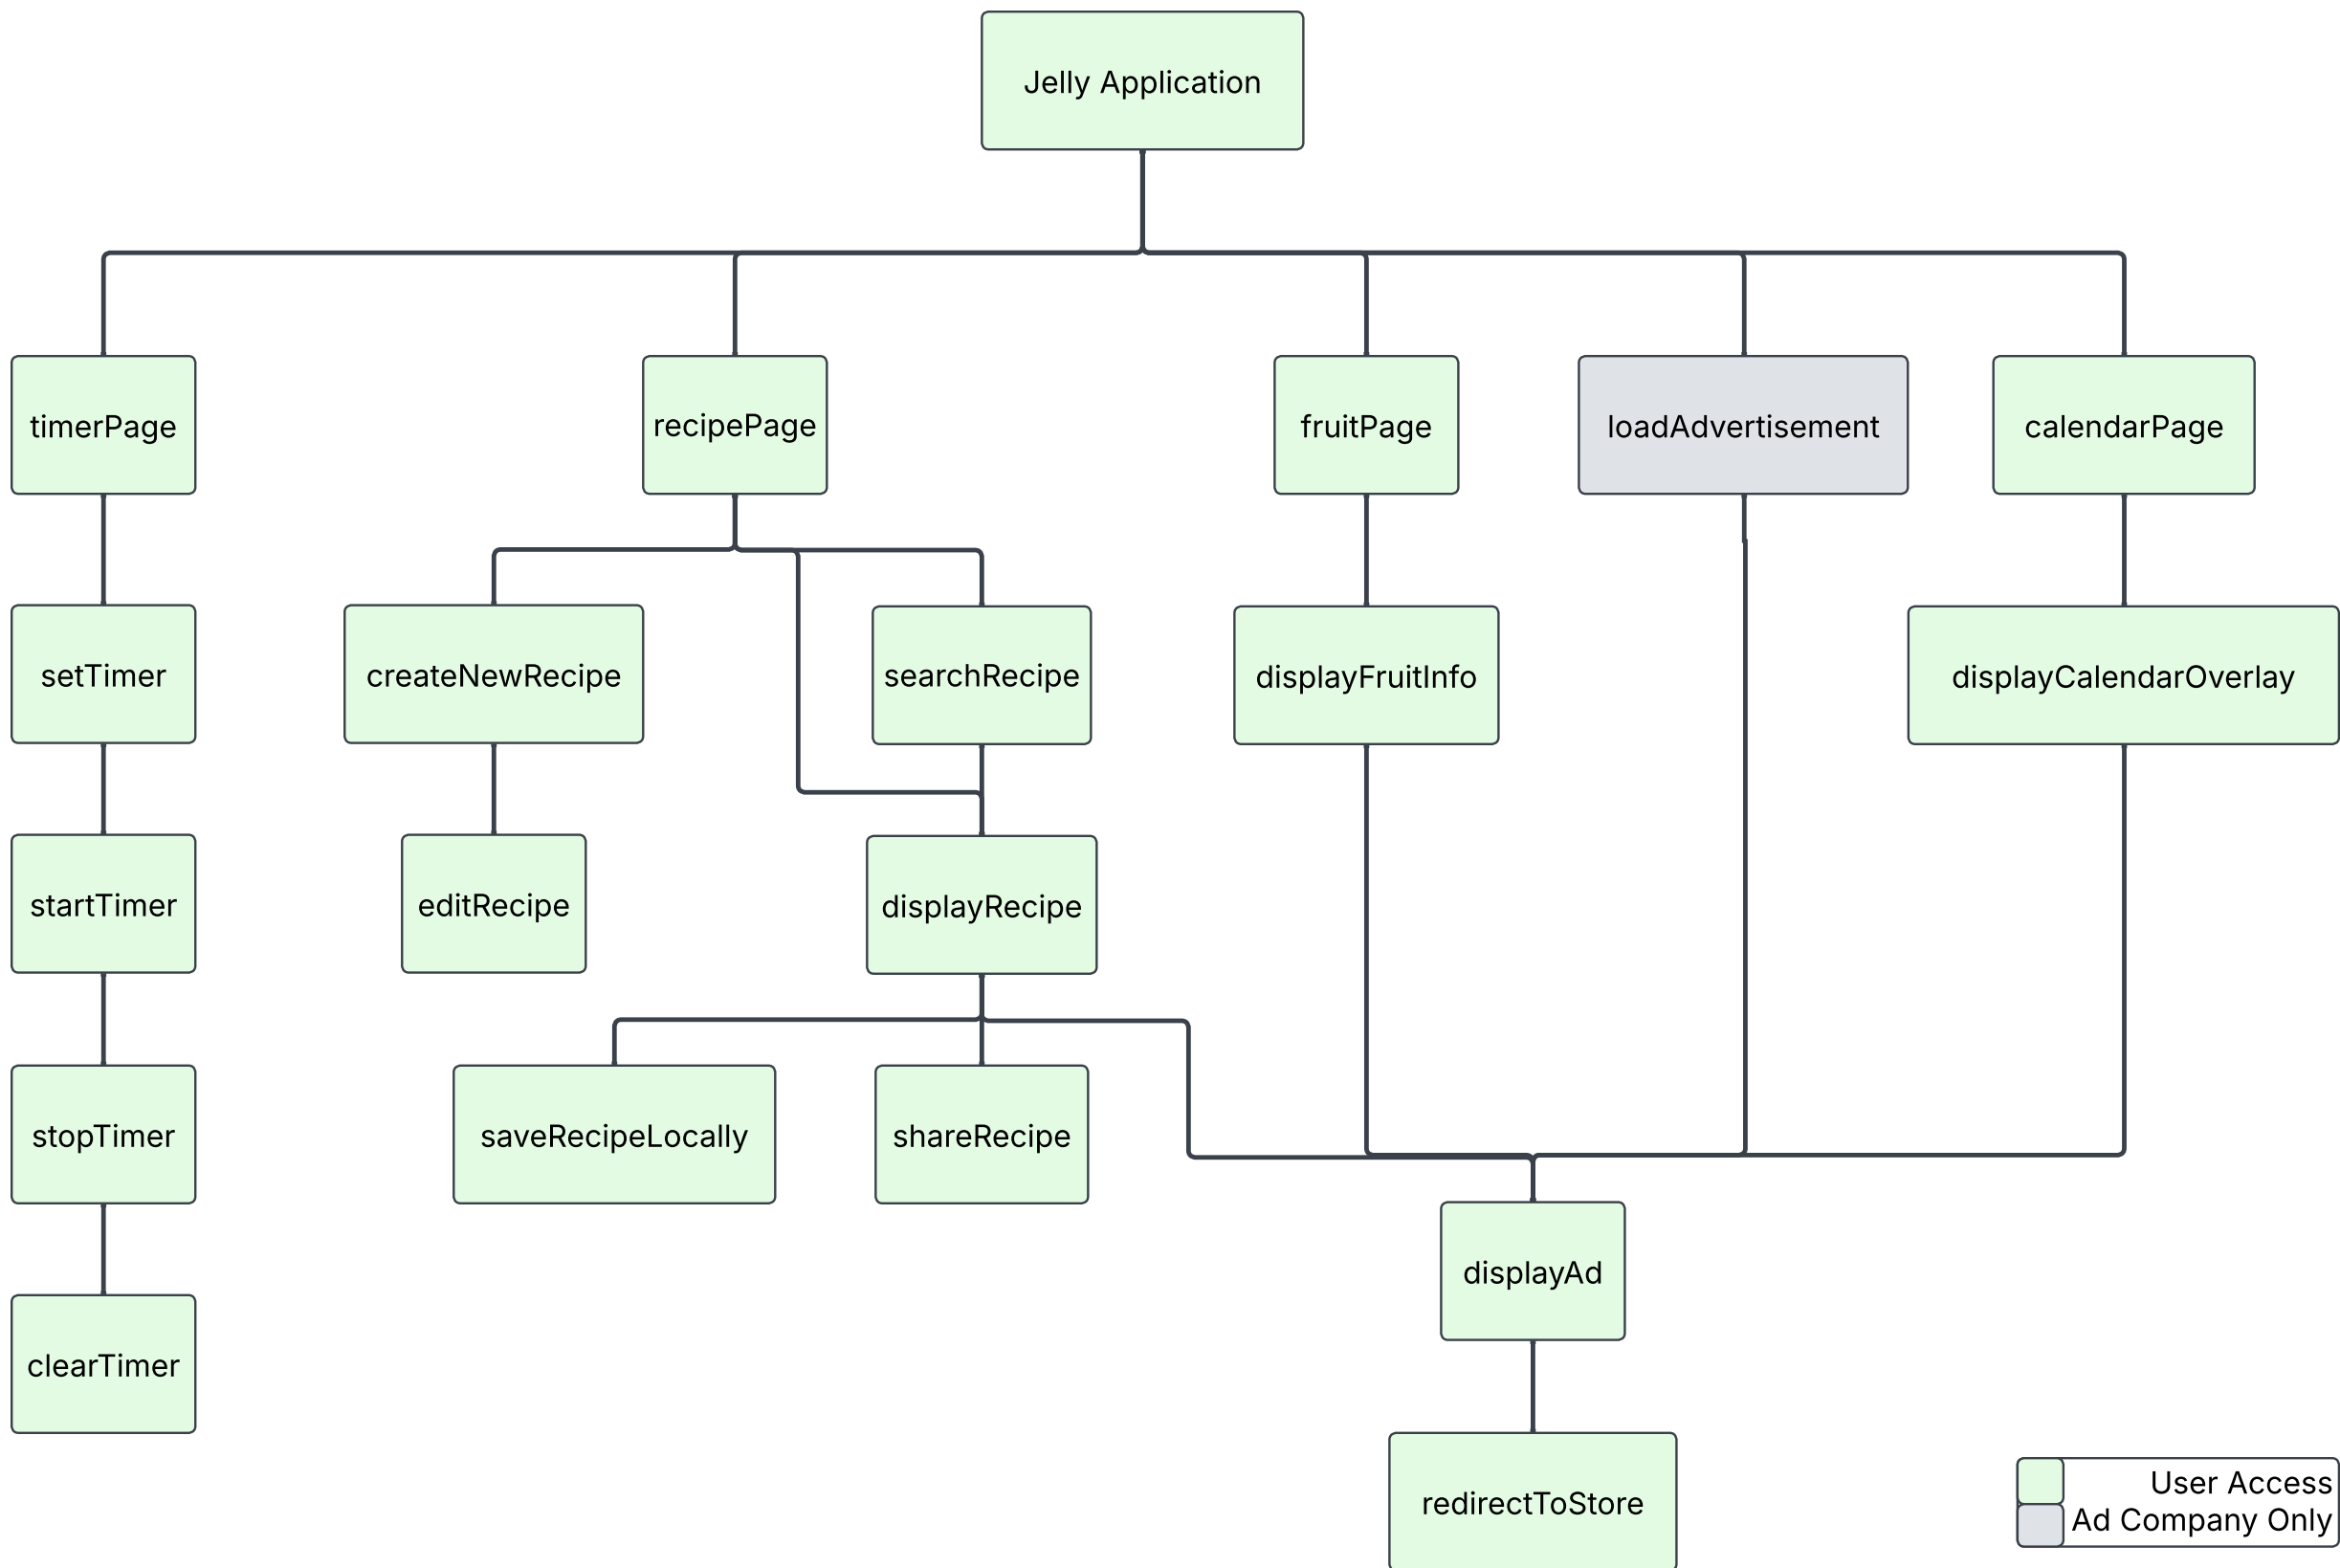 Jelly Application
timerPage
recipePage
fruitPage
loadAdvertisement
calendarPage
setTimer
createNewRecipe
searchRecipe
displayFruitInfo
displayCalendarOverlay
startTimer
editRecipe
displayRecipe
stopTimer
saveRecipeLocally
shareRecipe
displayAd
clearTimer
redirectToStore
User Access
Ad Company Only